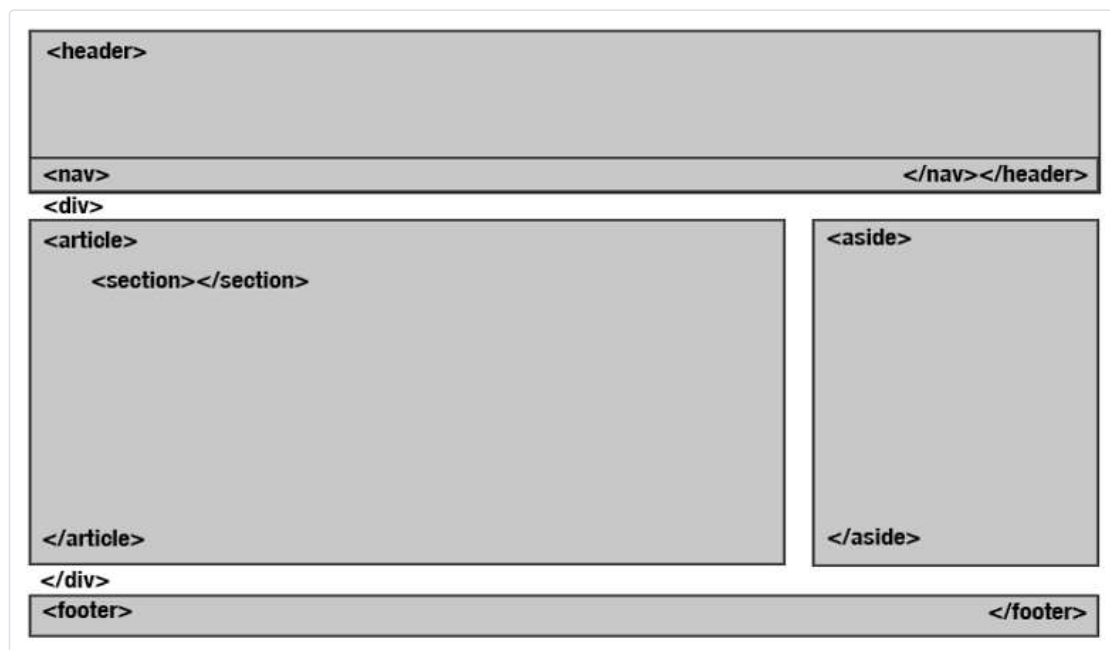 <header>
<nav> </nav></header>
<div>
<article>
<section></section>
</article>
<aside>
</aside>
</div>
<footer> </footer>